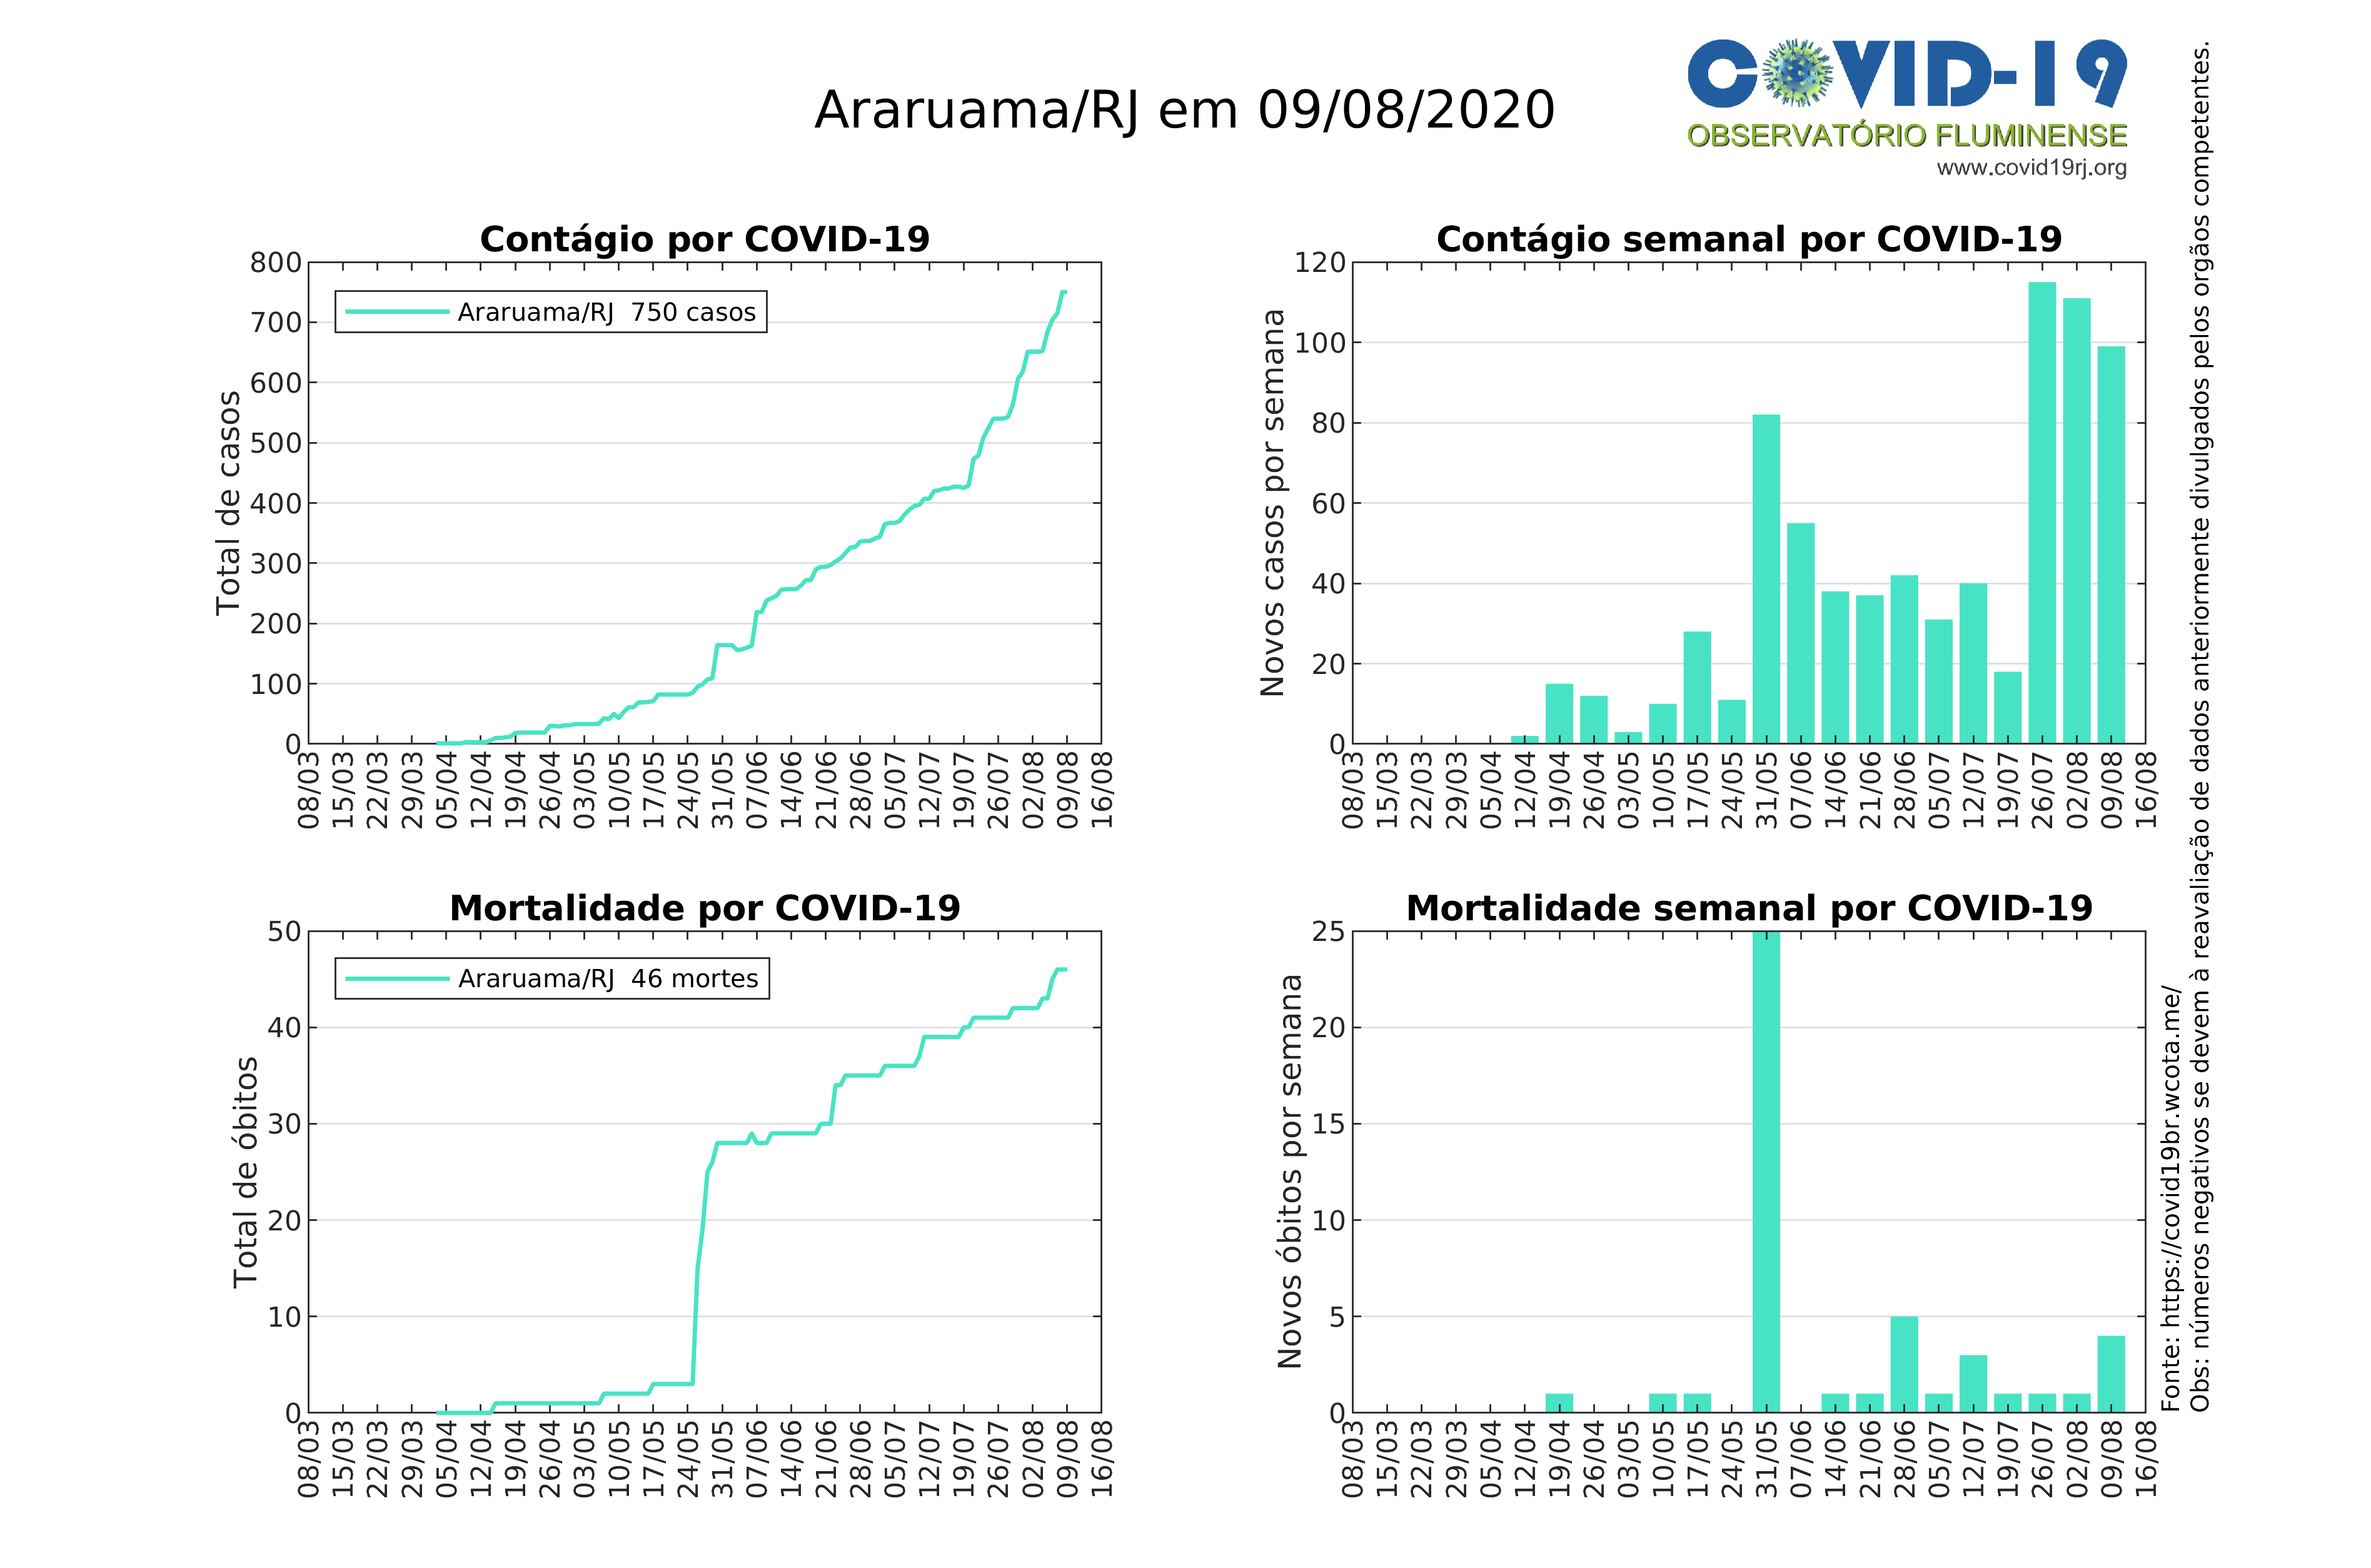 Araruama/RJ em 09/08/2020
COVID-19
OBSERVATÓRIO FLUMINENSE
www.covid19rj.org
Contágio por COVID-19
Total de casos
800
700
600
500
400
300
200
100
0
Araruama/RJ 750 casos
08/03 15/03 22/03 29/03 05/04 12/04 19/04 26/04 03/05 10/05 17/05 24/05 31/05 07/06 14/06 21/06 28/06 05/07 12/07 19/07 26/07 02/08 09/08 16/08
Contágio semanal por COVID-19
Novos casos por semana
120
100
80
60
40
20
0
08/03 15/03 22/03 29/03 05/04 12/04 19/04 26/04 03/05 10/05 17/05 24/05 31/05 07/06 14/06 21/06 28/06 05/07 12/07 19/07 26/07 02/08 09/08 16/08
Mortalidade por COVID-19
Total de óbitos
50
40
30
20
10
0
Araruama/RJ 46 mortes
08/03 15/03 22/03 29/03 05/04 12/04 19/04 26/04 03/05 10/05 17/05 24/05 31/05 07/06 14/06 21/06 28/06 05/07 12/07 19/07 26/07 02/08 09/08 16/08
Mortalidade semanal por COVID-19
Novos óbitos por semana
25
20
15
10
5
0
08/03 15/03 22/03 29/03 05/04 12/04 19/04 26/04 03/05 10/05 17/05 24/05 31/05 07/06 14/06 21/06 28/06 05/07 12/07 19/07 26/07 02/08 09/08 16/08
Fonte: https://covid19br.wcota.me/
Obs: números negativos se devem à reavaliação de dados anteriormente divulgados pelos orgãos competentes.